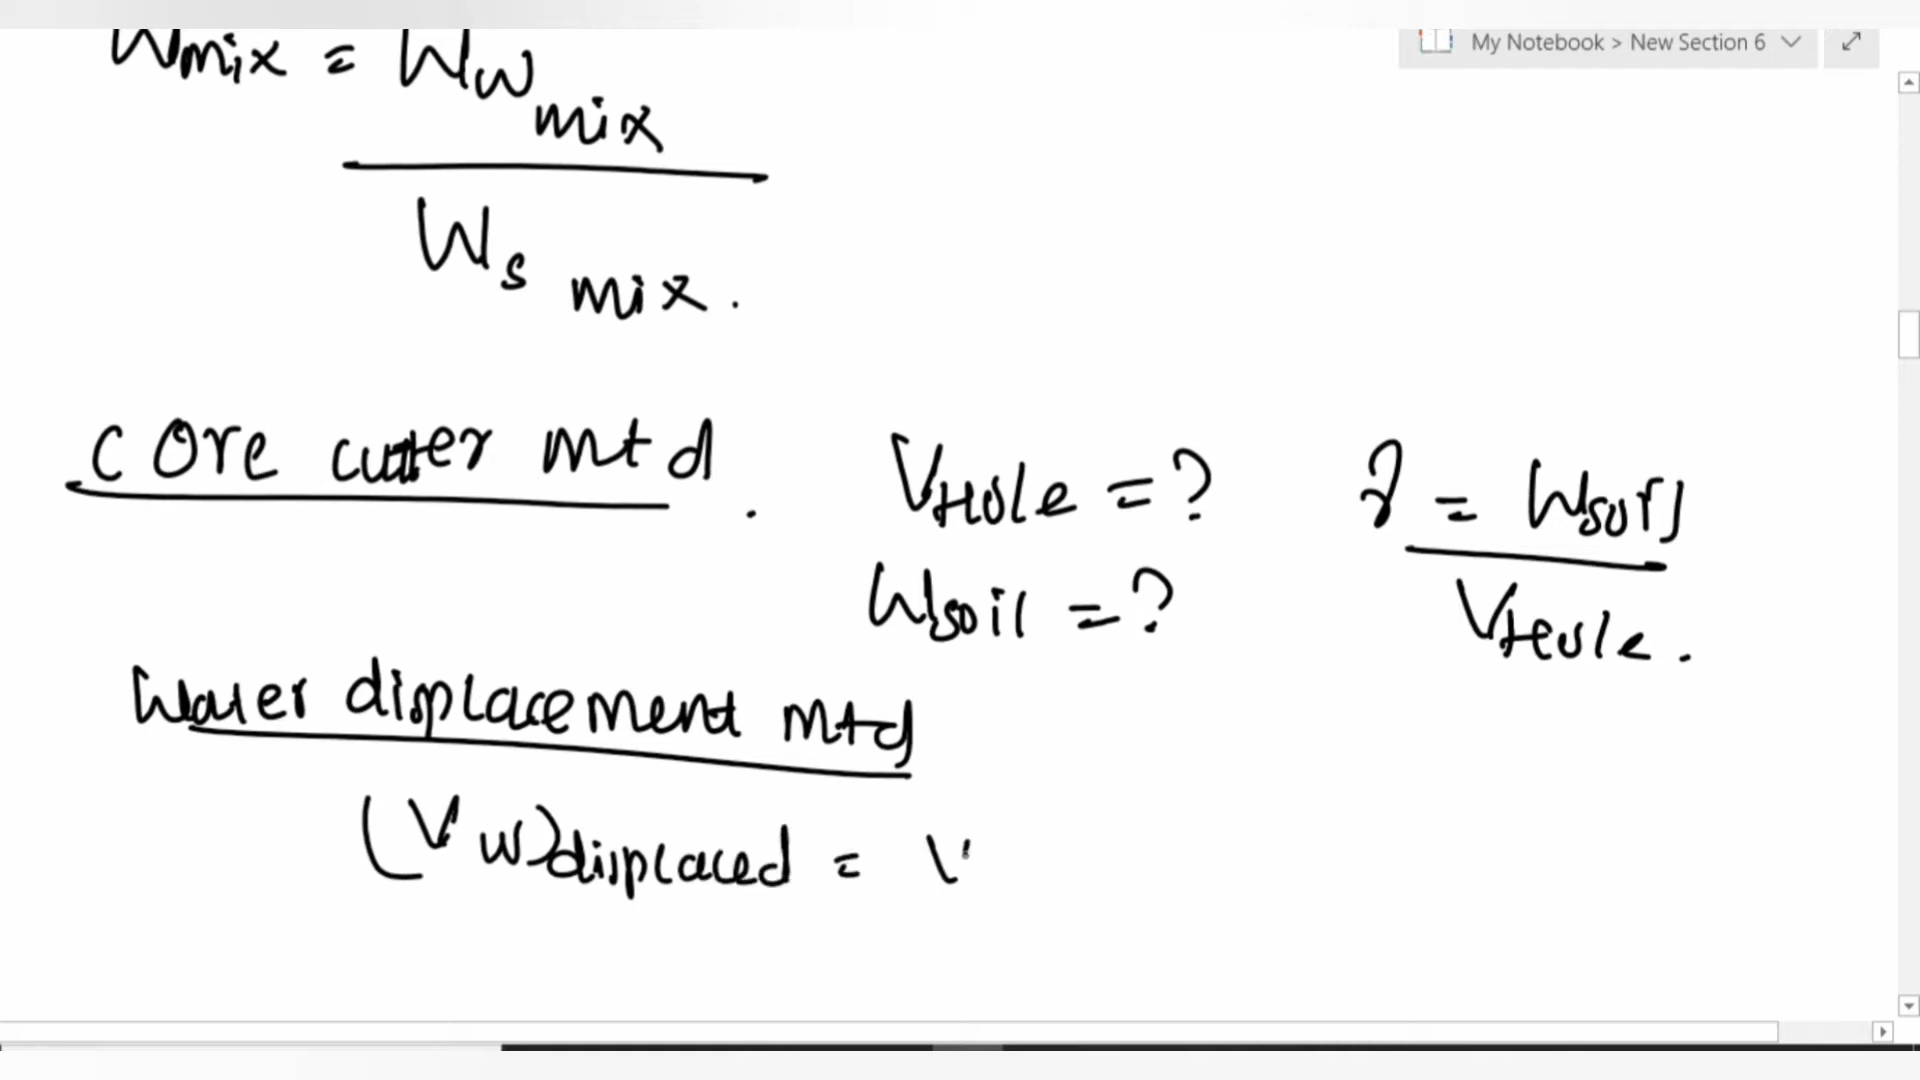 My Notebook > New Section 6
Wmix = Ww mix
Ws mix.
Core cutter mtd.
VHole = ?
Wsoil = ?
γ = Wsoil
VHole.
Water displacement mtd
(Vw)displaced = V